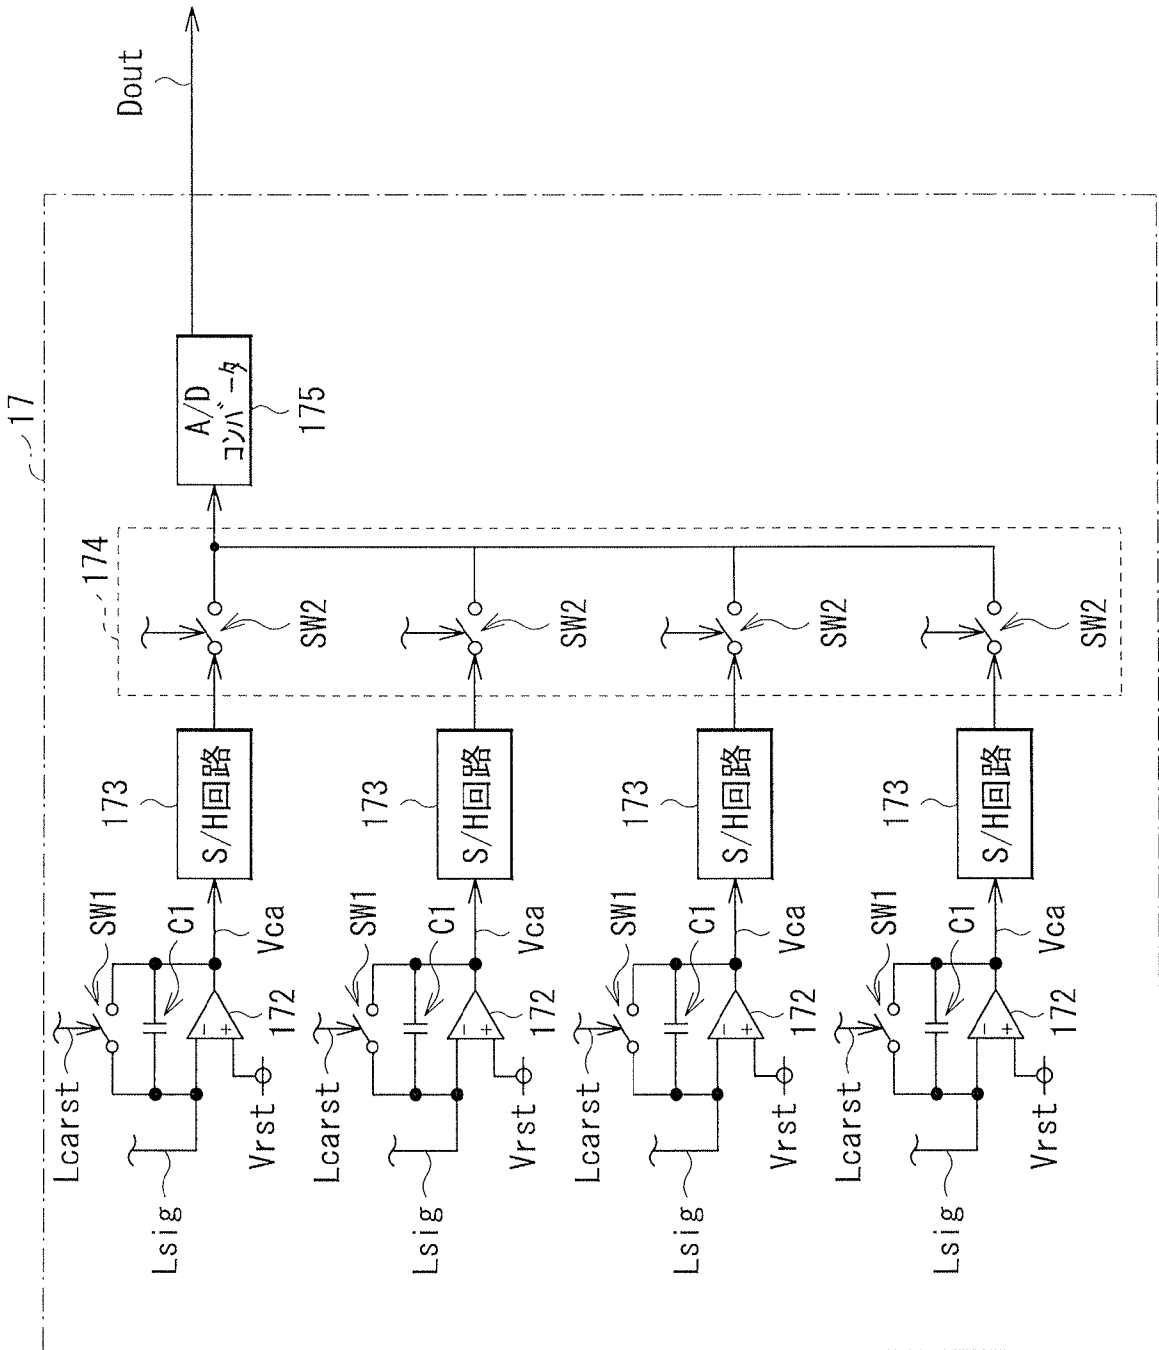 17
Lcarst
SW1
C1
Lsig
Vrst
172
Vca
173
S/H回路
174
SW2
A/D
コンバータ
175
Dout
Lcarst
SW1
C1
Lsig
Vrst
172
Vca
173
S/H回路
SW2
Lcarst
SW1
C1
Lsig
Vrst
172
Vca
173
S/H回路
SW2
Lcarst
SW1
C1
Lsig
Vrst
172
Vca
173
S/H回路
SW2